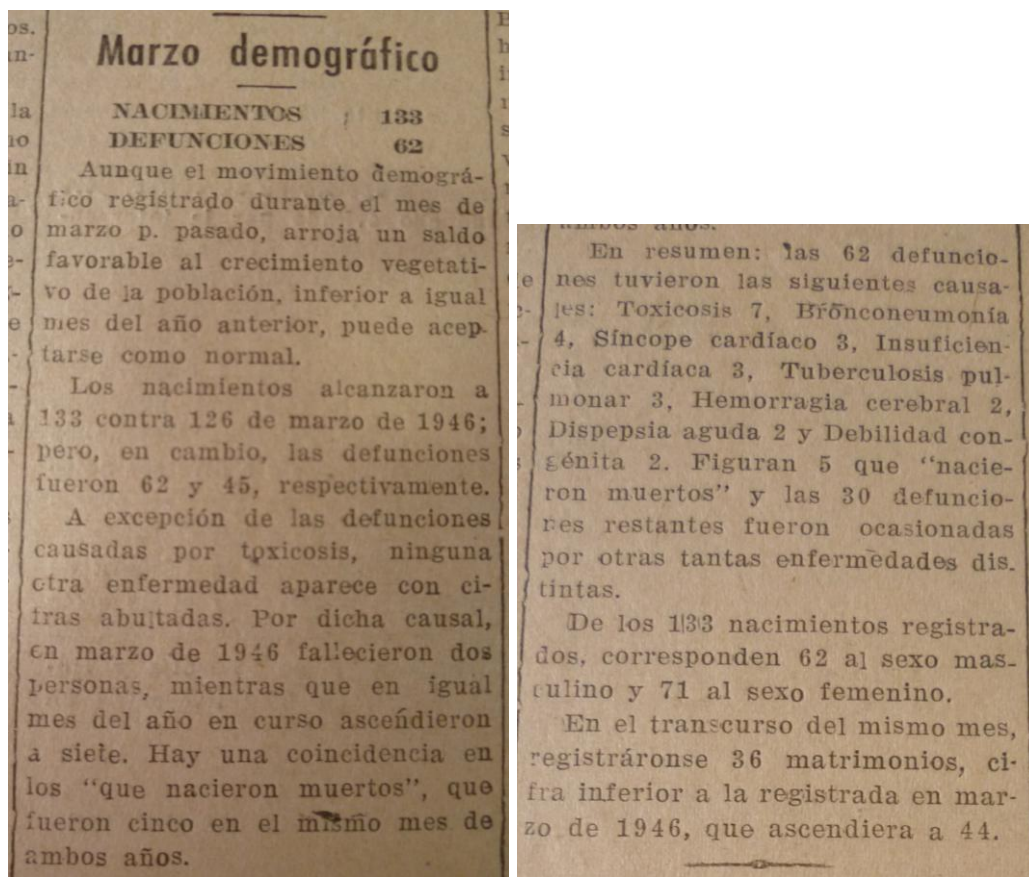 Marzo demográfico
NACIMIENTOS 133
DEFUNCIONES 62
Aunque el movimiento demográ-
fico registrado durante el mes de
marzo p. pasado, arroja un saldo
favorable al crecimiento vegetati-
vo de la población, inferior a igual
mes del año anterior, puede acep-
tarse como normal.
Los nacimientos alcanzaron a
133 contra 126 de marzo de 1946;
pero, en cambio, las defunciones
fueron 62 y 45, respectivamente.
A excepción de las defunciones
causadas por toxicosis, ninguna
otra enfermedad aparece con ci-
fras abultadas. Por dicha causal,
en marzo de 1946 fallecieron dos
personas, mientras que en igual
mes del año en curso ascendieron
a siete. Hay una coincidencia en
los "que nacieron muertos", que
fueron cinco en el mismo mes de
ambos años.
ambos años.
En resumen: las 62 defuncio-
nes tuvieron las siguientes causa-
les: Toxicosis 7, Bronconeumonía
4, Síncope cardíaco 3, Insuficien-
cia cardíaca 3, Tuberculosis pul-
monar 3, Hemorragia cerebral 2,
Dispepsia aguda 2 y Debilidad con-
génita 2. Figuran 5 que "nacie-
ron muertos" y las 30 defuncio-
nes restantes fueron ocasionadas
por otras tantas enfermedades dis.
tintas.
De los 133 nacimientos registra-
dos, corresponden 62 al sexo mas-
culino y 71 al sexo femenino.
En el transcurso del mismo mes,
registráronse 36 matrimonios, ci-
fra inferior a la registrada en mar-
zo de 1946, que ascendiera a 44.